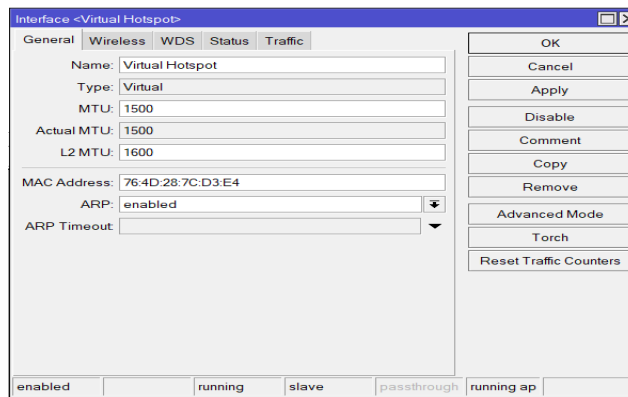 Interface <Virtual Hotspot>
General Wireless WDS Status Traffic
Name: Virtual Hotspot
Type: Virtual
MTU: 1500
Actual MTU: 1500
L2 MTU: 1600
MAC Address: 76:4D:28:7C:D3:E4
ARP: enabled
ARP Timeout:
OK
Cancel
Apply
Disable
Comment
Copy
Remove
Advanced Mode
Torch
Reset Traffic Counters
enabled running slave passthrough running ap